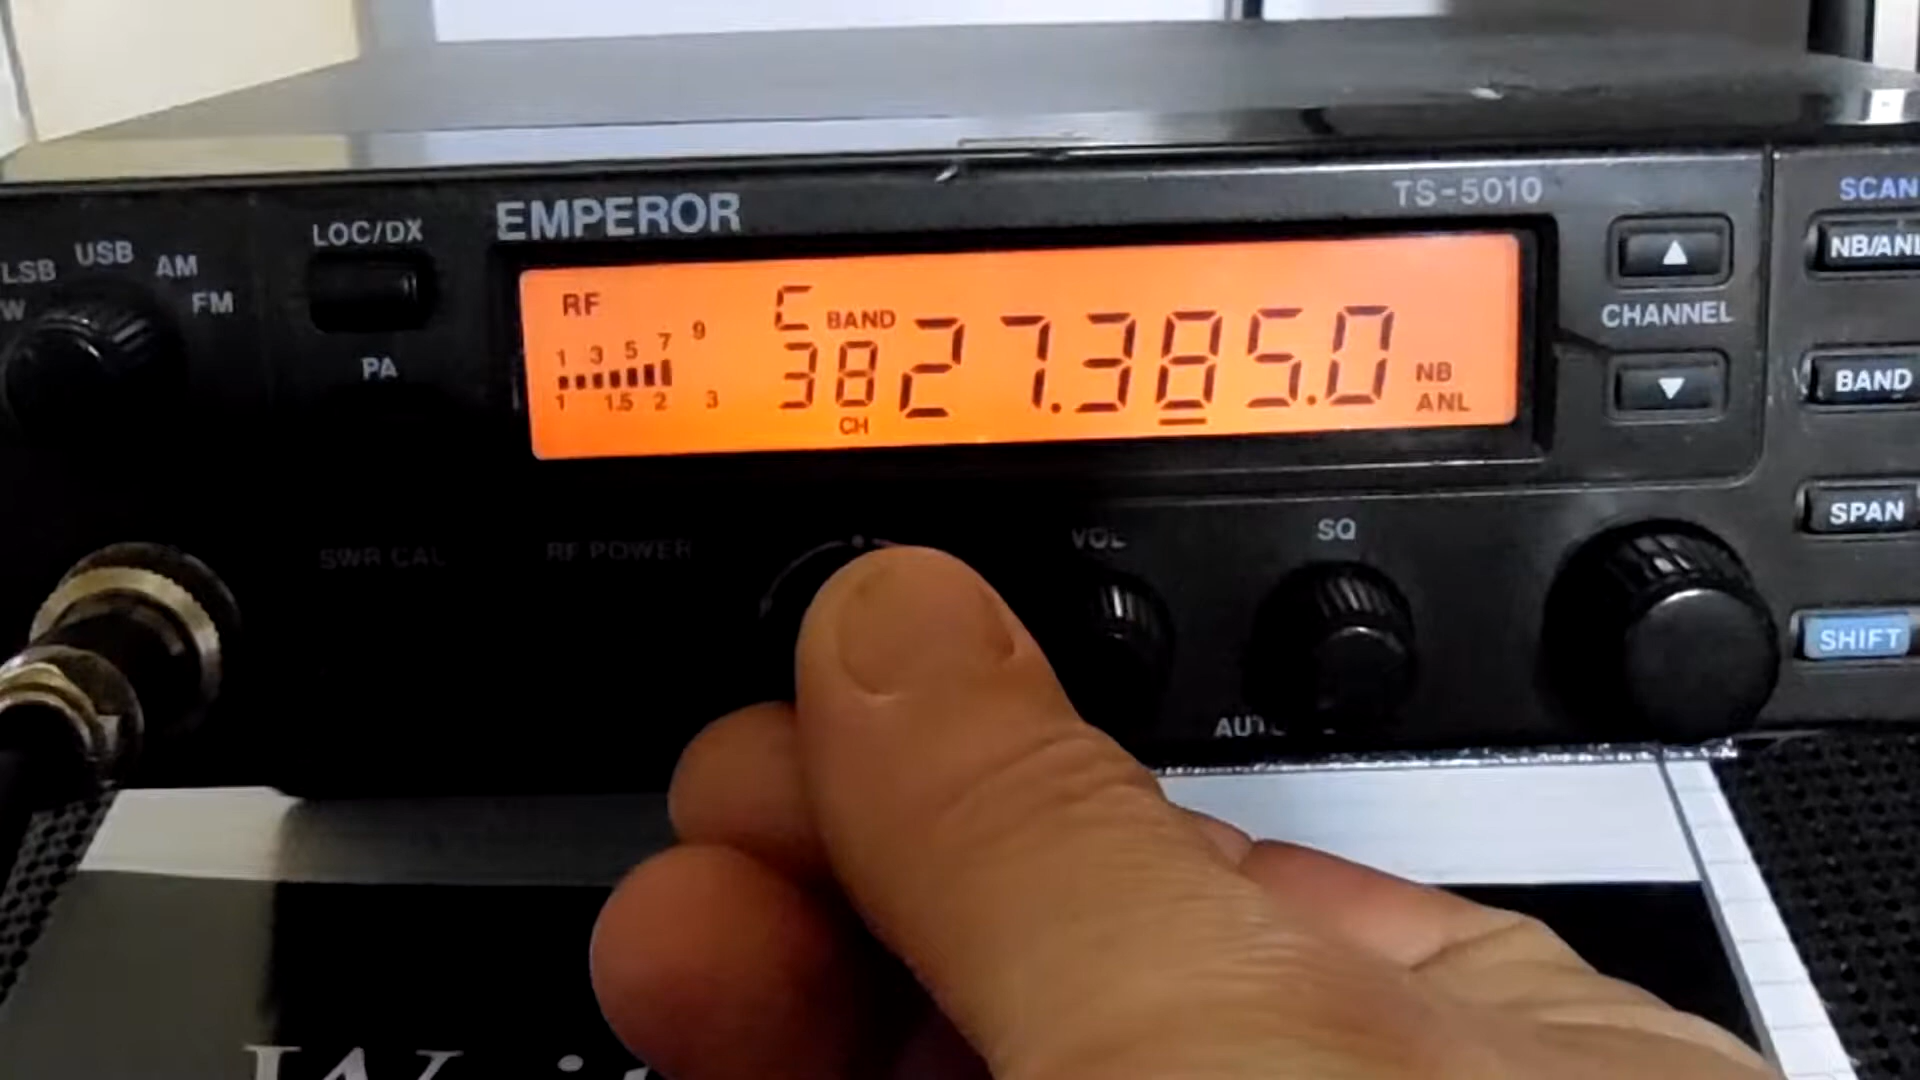 EMPEROR
TS-5010
LOC/DX
LSB USB AM FM
W
PA
SWR CAL
RF POWER
RF
1 3 5 7 9
1 1.5 2 3
C BAND
38 CH
27.385.0
NB
ANL
CHANNEL
VOL
SQ
SCAN
NB/ANL
BAND
SPAN
SHIFT